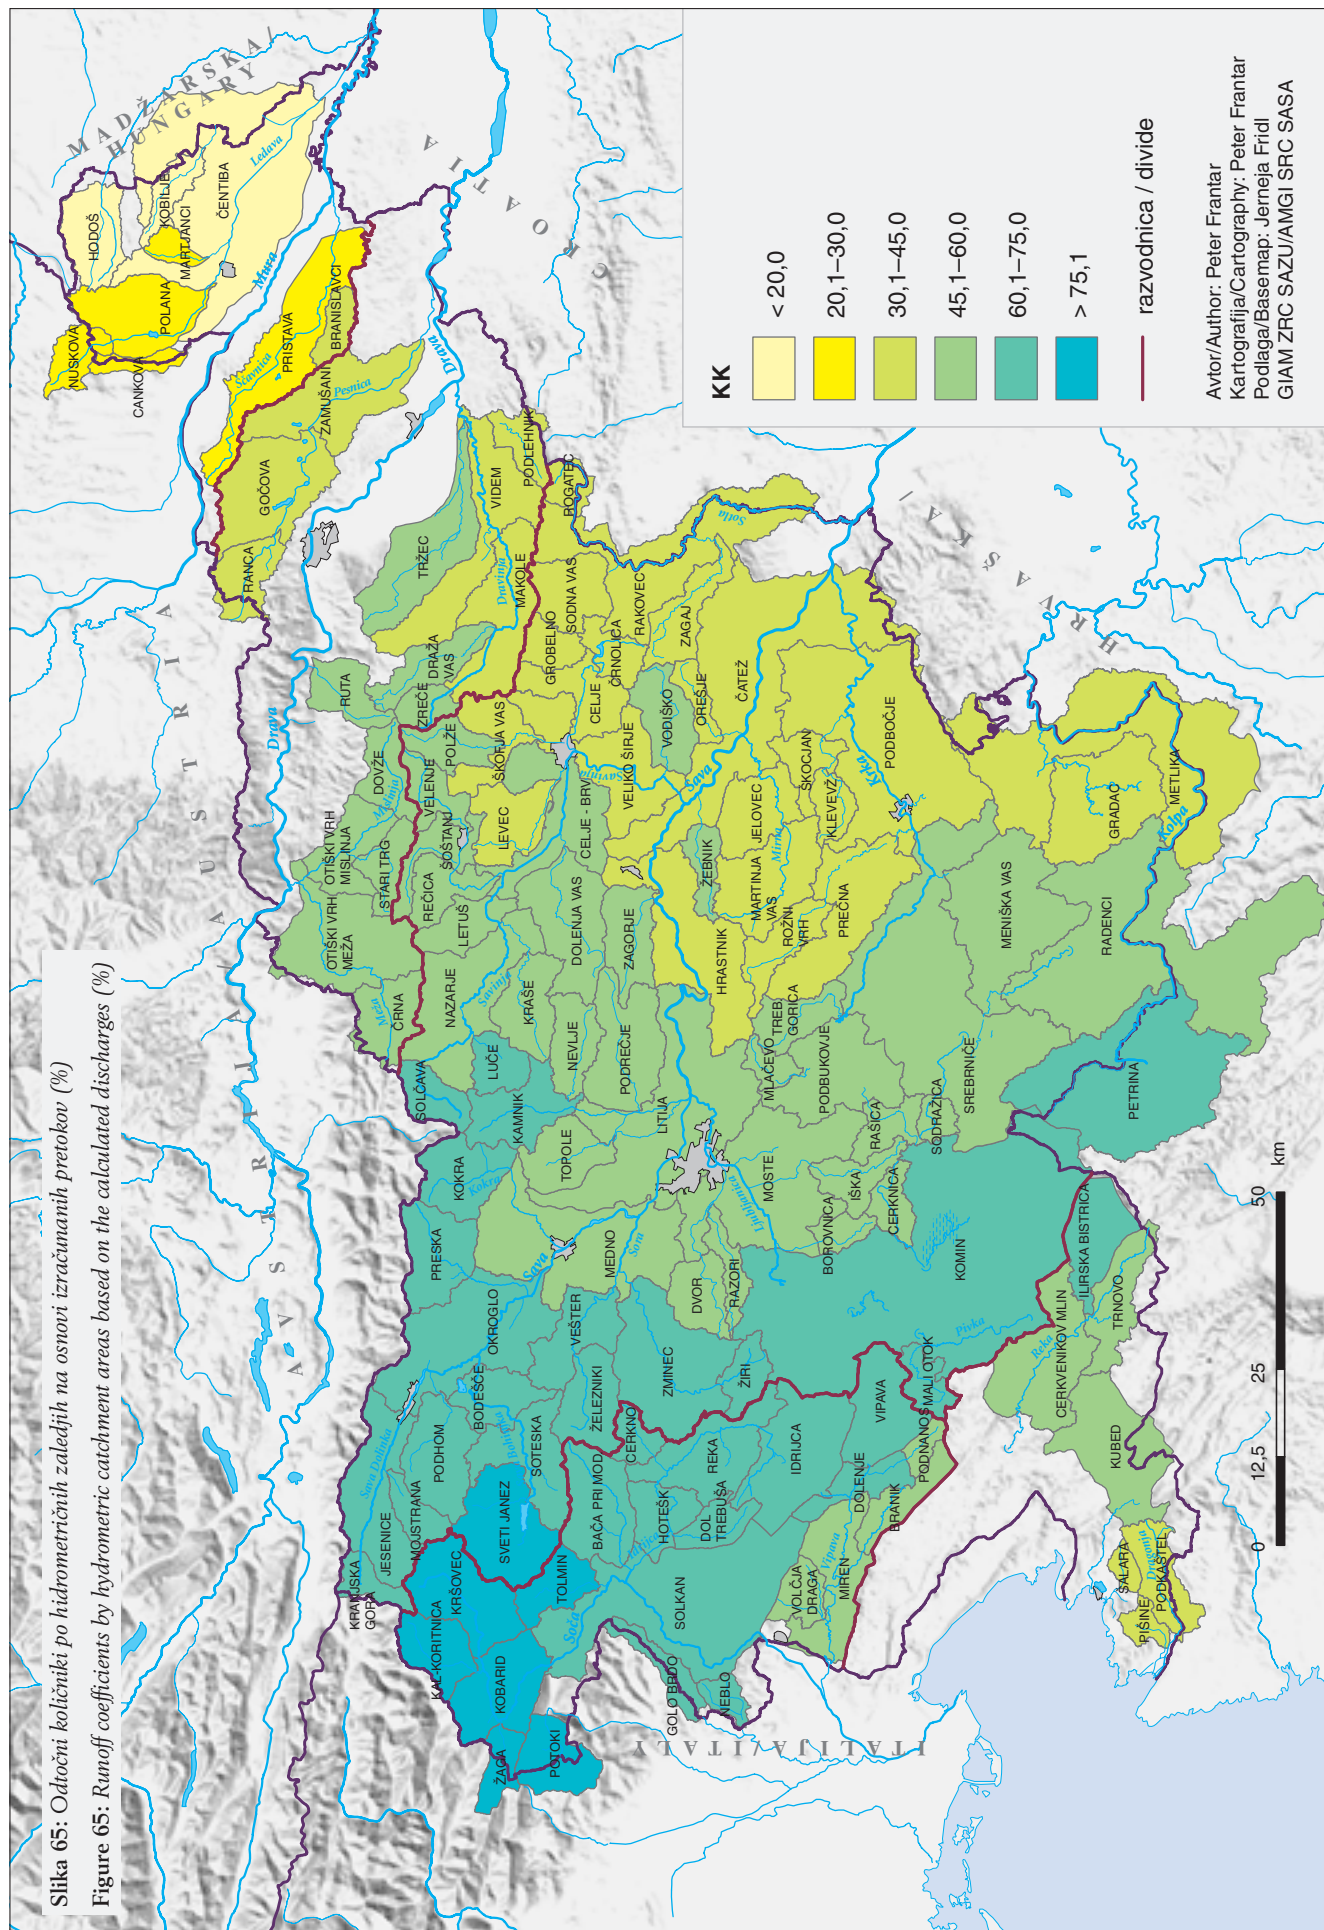 Slika 65: Odtočni količniki po hidrometričnih zaledjih na osnovi izračunanih pretokov (%)
Figure 65: Runoff coefficients by hydrometric catchment areas based on the calculated discharges (%)
AVSTRIJA/AUSTRIA
MADŽARSKA/
HUNGARY
HRVAŠKA/
CROATIA
ITALIJA/ITALY
KRANJSKA
GORA
JESENICE
MOJSTRANA
PODHOM
BODEŠČE
SVETI JANEZ
SOTESKA
KRŠOVEC
KAL-KORITNICA
KOBARID
ŽAGA
POTOKI
TOLMIN
BAČA PRI MOD.
CERKNO
ŽELEZNIKI
VEŠTER
ZMINEC
ŽIRI
REKA
HOTEŠK
DOL.
TREBUŠA
IDRIJCA
SOLKAN
GOLO BRDO
NEBLO
VOLČJA
DRAGA
MIREN
DOLENJE
BRANIK
PODNANOS
VIPAVA
MALI OTOK
OKROGLO
PRESKA
KOKRA
KAMNIK
SOLČAVA
LUČE
NAZARJE
KRAŠE
NEVLJE
PODREČJE
TOPOLE
LITIJA
MEDNO
DVOR
RAZORI
MOSTE
BOROVNICA
IŠKA
CERKNICA
RAŠICA
SODRAŽICA
KOMIN
ILIRSKA BISTRICA
TRNOVO
CERKVENIKOV MLIN
KUBED
SALARA
PIŠINE
PODKAŠTEL
PETRINA
RADENCI
SREBRNIČE
MENIŠKA VAS
PODBUKOVJE
MLAČEVO
TREB.
GORICA
HRASTNIK
ŽEBNIK
MARTINJA
VAS
JELOVEC
ROŽNI
VRH
PREČNA
KLEVEVŽ
ŠKOCJAN
PODBOČJE
ČATEŽ
GRADAC
METLIKA
ZAGORJE
DOLENJA VAS
CELJE - BRV
VELIKO ŠIRJE
VODIŠKO
OREŠJE
ZAGAJ
RAKOVEC
ČRNOLICA
CELJE
GROBELNO
SODNA VAS
ROGATEC
PODLEHNIK
VIDEM
MAKOLE
TRŽEC
DRAŽA
VAS
ZREČE
POLŽE
ŠKOFJA VAS
LEVEC
VELENJE
ŠOŠTANJ
REČICA
LETUŠ
STARI TRG
ČRNA
OTIŠKI VRH
MEŽA
OTIŠKI VRH
MISLINJA
DOVŽE
RUTA
RANCA
GOČOVA
ZAMUŠANI
PRISTAVA
BRANISLAVCI
CANKOVA
NUSKOVA
POLANA
MARTJANCI
KOBILJE
HODOŠ
ČENTIBA
Sava Dolinka
Bohinjka
Soča
Idrijca
Vipava
Reka
Pivka
Dragonja
Kokra
Sava
Sora
Ljubljanica
Savinja
Savinja
Sava
Mirna
Krka
Kolpa
Sotla
Dravinja
Meža
Mislinja
Drava
Drava
Pesnica
Ščavnica
Mura
Ledava
KK
< 20,0
20,1–30,0
30,1–45,0
45,1–60,0
60,1–75,0
> 75,1
razvodnica / divide
Avtor/Author: Peter Frantar
Kartografija/Cartography: Peter Frantar
Podlaga/Basemap: Jerneja Fridl
GIAM ZRC SAZU/AMGI SRC SASA
0 12,5 25 50 km